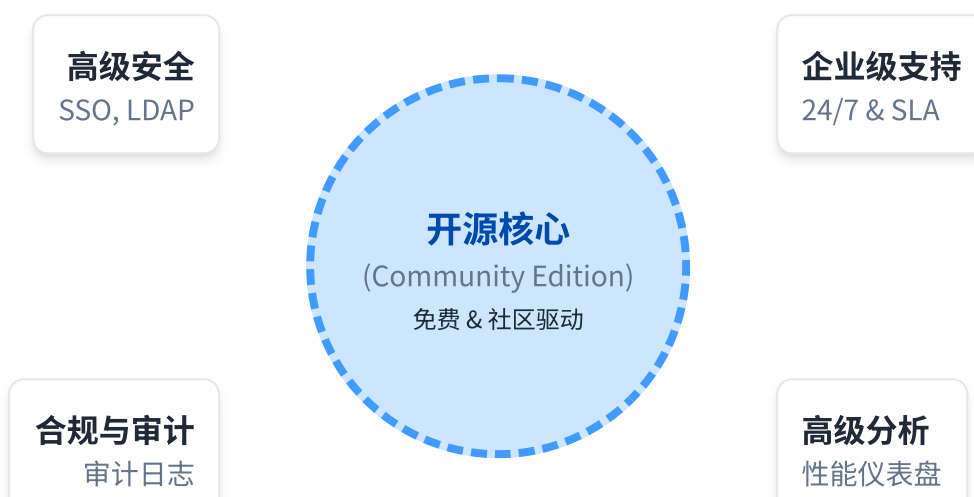 高级安全
SSO, LDAP
企业级支持
24/7 & SLA
开源核心
(Community Edition)
免费 & 社区驱动
合规与审计
审计日志
高级分析
性能仪表盘